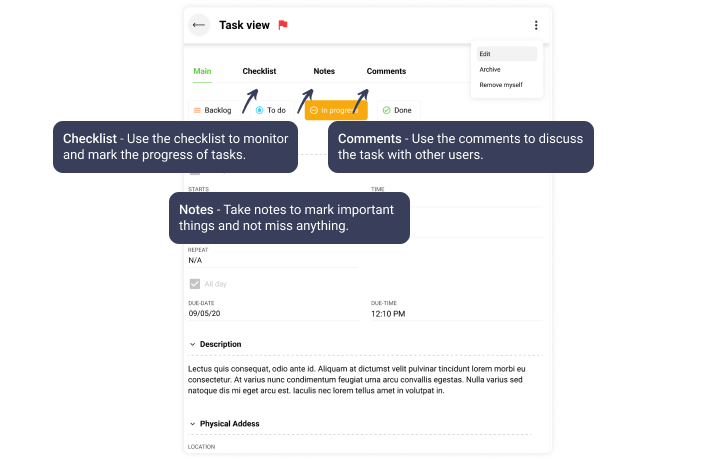 Task view
Edit
Archive
Remove myself
Main
Checklist
Notes
Comments
Backlog
To do
In progress
Done
Checklist - Use the checklist to monitor
and mark the progress of tasks.
Comments - Use the comments to discuss
the task with other users.
STARTS
TIME
Notes - Take notes to mark important
things and not miss anything.
REPEAT
N/A
All day
DUE-DATE
DUE-TIME
09/05/20
12:10 PM
Description
Lectus quis consequat, odio ante id. Aliquam at dictumst velit pulvinar tincidunt lorem morbi eu
consectetur. At varius nunc condimentum feugiat urna arcu convallis egestas. Nulla varius sed
natoque dis mi eget arcu est. Iaculis nec lorem tellus amet in volutpat in.
Physical Addess
LOCATION